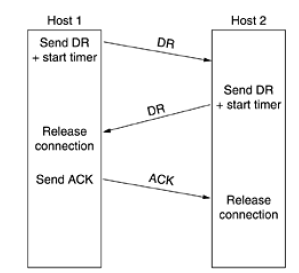 Host 1
Host 2
Send DR
+ start timer
DR
Send DR
+ start timer
DR
Release
connection
Send ACK
ACK
Release
connection